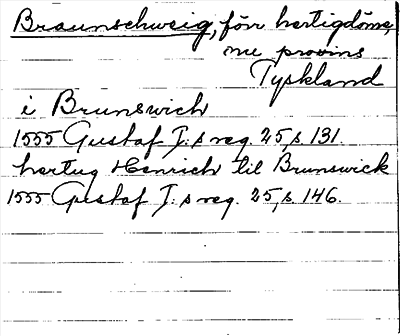 Braunschweig, förr hertigdöme,
nu provins
Tyskland
i Brunswich
1555 Gustaf I:s reg. 25, s. 131.
hertug Henrich til Brunswick
1555 Gustaf I:s reg. 25, s. 146.